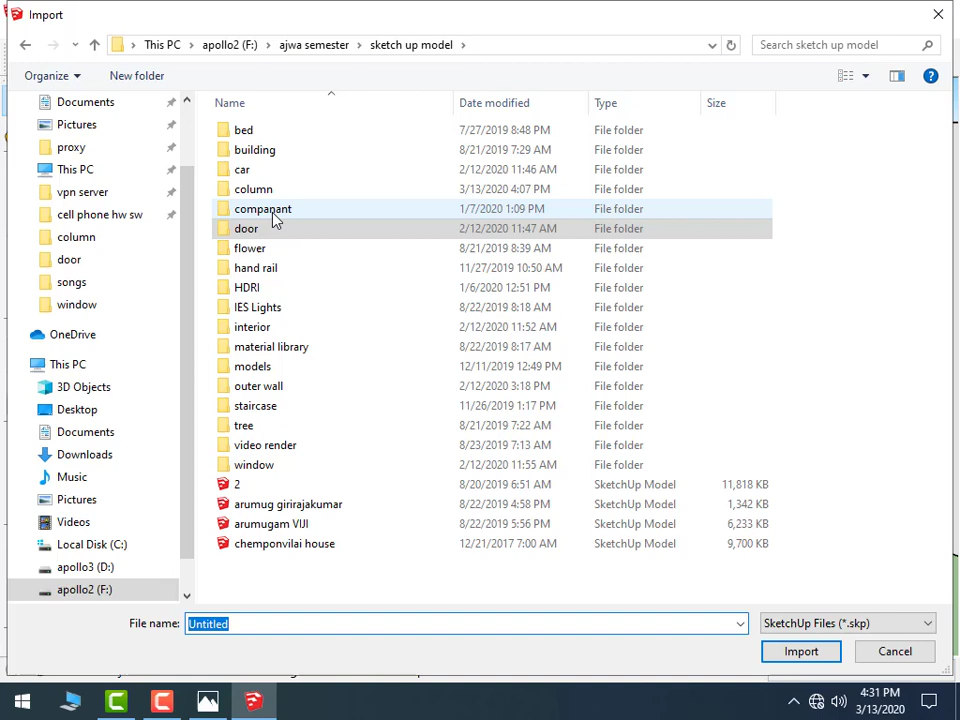 Import
This PC > apollo2 (F:) > ajwa semester > sketch up model >
Search sketch up model
Organize
New folder
Documents
Pictures
proxy
This PC
vpn server
cell phone hw sw
column
door
songs
window
OneDrive
This PC
3D Objects
Desktop
Documents
Downloads
Music
Pictures
Videos
Local Disk (C:)
apollo3 (D:)
apollo2 (F:)
Name Date modified Type Size
bed 7/27/2019 8:48 PM File folder
building 8/21/2019 7:29 AM File folder
car 2/12/2020 11:46 AM File folder
column 3/13/2020 4:07 PM File folder
companant 1/7/2020 1:09 PM File folder
door 2/12/2020 11:47 AM File folder
flower 8/21/2019 8:39 AM File folder
hand rail 11/27/2019 10:50 AM File folder
HDRI 1/6/2020 12:51 PM File folder
IES Lights 8/22/2019 8:18 AM File folder
interior 2/12/2020 11:52 AM File folder
material library 8/22/2019 8:17 AM File folder
models 12/11/2019 12:49 PM File folder
outer wall 2/12/2020 3:18 PM File folder
staircase 11/26/2019 1:17 PM File folder
tree 8/21/2019 7:22 AM File folder
video render 8/23/2019 7:13 AM File folder
window 2/12/2020 11:55 AM File folder
2 8/20/2019 6:51 AM SketchUp Model 11,818 KB
arumug girirajakumar 8/22/2019 4:58 PM SketchUp Model 1,342 KB
arumugam VIJI 8/22/2019 5:56 PM SketchUp Model 6,233 KB
chemponvilai house 12/21/2017 7:00 AM SketchUp Model 9,700 KB
File name: Untitled
SketchUp Files (*.skp)
Import
Cancel
4:31 PM
3/13/2020